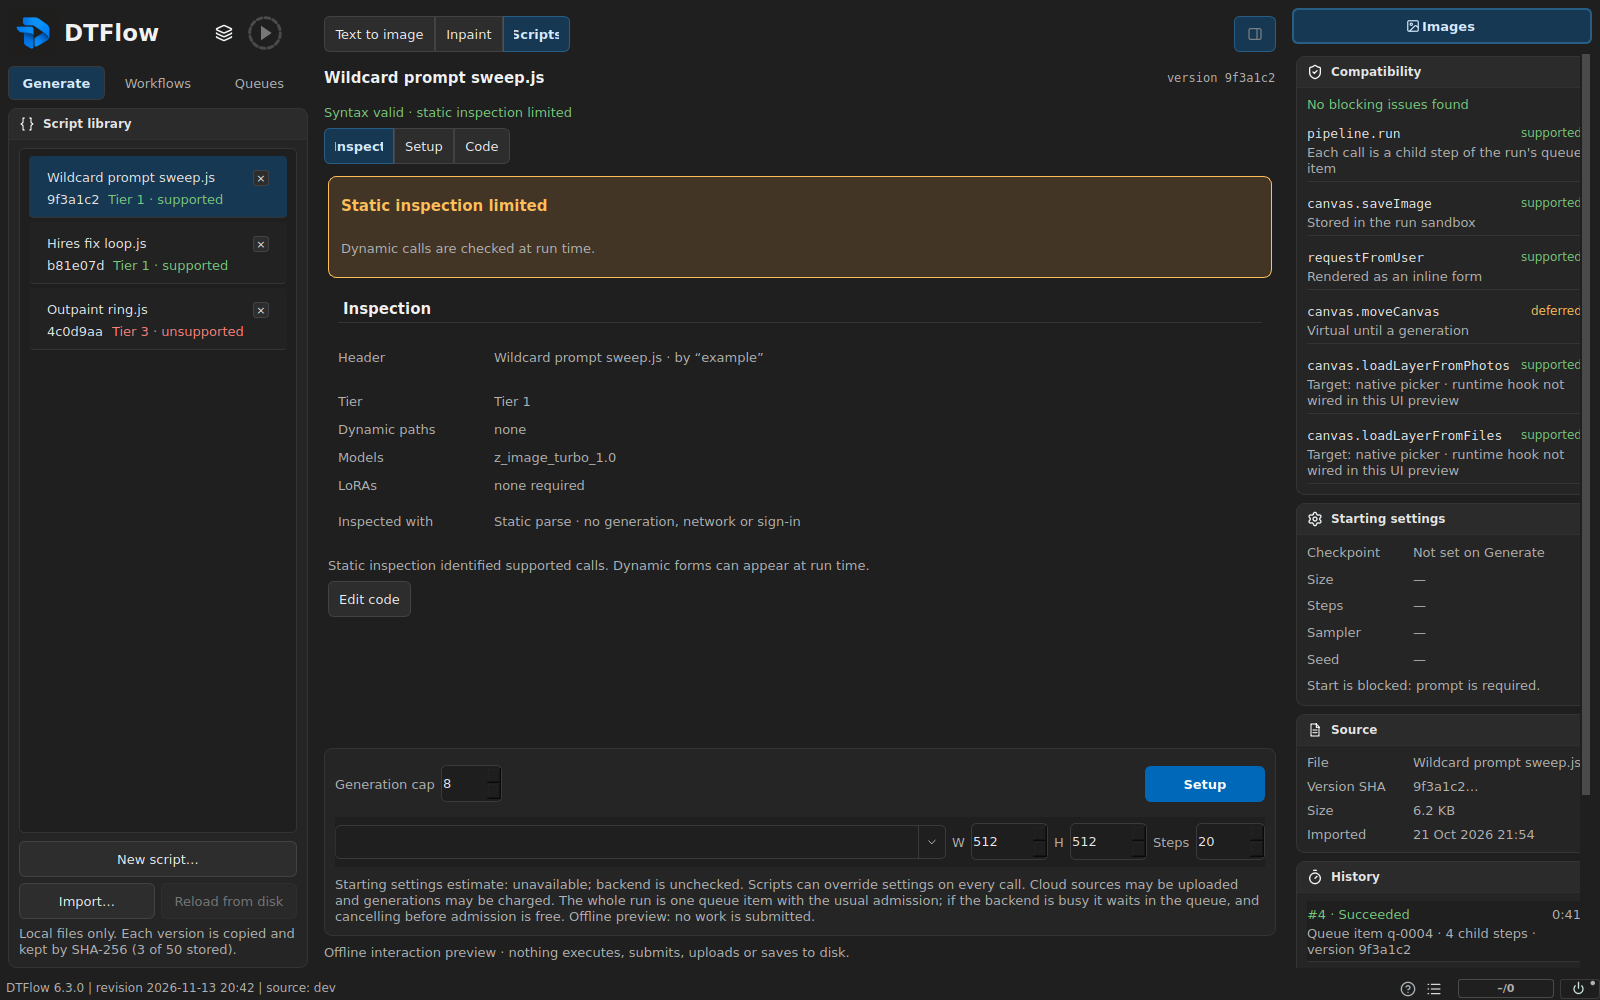 DTFlow
Generate
Workflows
Queues
Script library
Wildcard prompt sweep.js
9f3a1c2 Tier 1 · supported
Hires fix loop.js
b81e07d Tier 1 · supported
Outpaint ring.js
4c0d9aa Tier 3 · unsupported
New script...
Import...
Reload from disk
Local files only. Each version is copied and
kept by SHA-256 (3 of 50 stored).
Text to image
Inpaint
Scripts
Wildcard prompt sweep.js
version 9f3a1c2
Syntax valid · static inspection limited
Inspect
Setup
Code
Static inspection limited
Dynamic calls are checked at run time.
Inspection
Header Wildcard prompt sweep.js · by “example”
Tier Tier 1
Dynamic paths none
Models z_image_turbo_1.0
LoRAs none required
Inspected with Static parse · no generation, network or sign-in
Static inspection identified supported calls. Dynamic forms can appear at run time.
Edit code
Generation cap 8
Setup
W 512 H 512 Steps 20
Starting settings estimate: unavailable; backend is unchecked. Scripts can override settings on every call. Cloud sources may be uploaded
and generations may be charged. The whole run is one queue item with the usual admission; if the backend is busy it waits in the queue, and
cancelling before admission is free. Offline preview: no work is submitted.
Offline interaction preview · nothing executes, submits, uploads or saves to disk.
Images
Compatibility
No blocking issues found
pipeline.run supported
Each call is a child step of the run's queue
item
canvas.saveImage supported
Stored in the run sandbox
requestFromUser supported
Rendered as an inline form
canvas.moveCanvas deferred
Virtual until a generation
canvas.loadLayerFromPhotos supported
Target: native picker · runtime hook not
wired in this UI preview
canvas.loadLayerFromFiles supported
Target: native picker · runtime hook not
wired in this UI preview
Starting settings
Checkpoint Not set on Generate
Size —
Steps —
Sampler —
Seed —
Start is blocked: prompt is required.
Source
File Wildcard prompt sweep.js
Version SHA 9f3a1c2...
Size 6.2 KB
Imported 21 Oct 2026 21:54
History
#4 · Succeeded 0:41
Queue item q-0004 · 4 child steps ·
version 9f3a1c2
DTFlow 6.3.0 | revision 2026-11-13 20:42 | source: dev
–/0